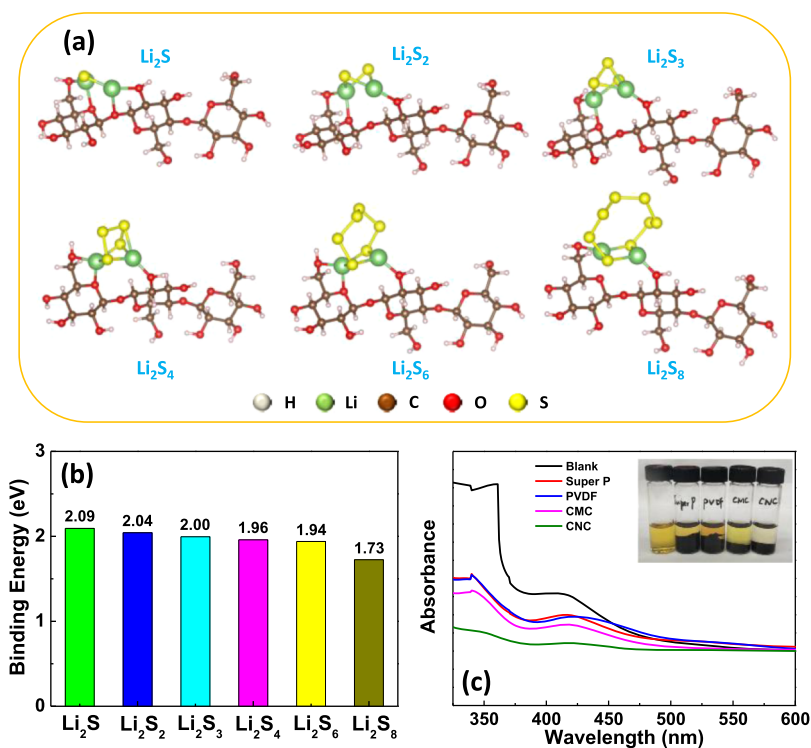 (a)
Li₂S
Li₂S₂
Li₂S₃
Li₂S₄
Li₂S₆
Li₂S₈
H Li C O S
(b)
Binding Energy (eV)
3
2
1
0
2.09
2.04
2.00
1.96
1.94
1.73
Li₂S Li₂S₂ Li₂S₃ Li₂S₄ Li₂S₆ Li₂S₈
Absorbance
Blank
Super P
PVDF
CMC
CNC
Super P PVDF CMC CNC
(c)
350 400 450 500 550 600
Wavelength (nm)